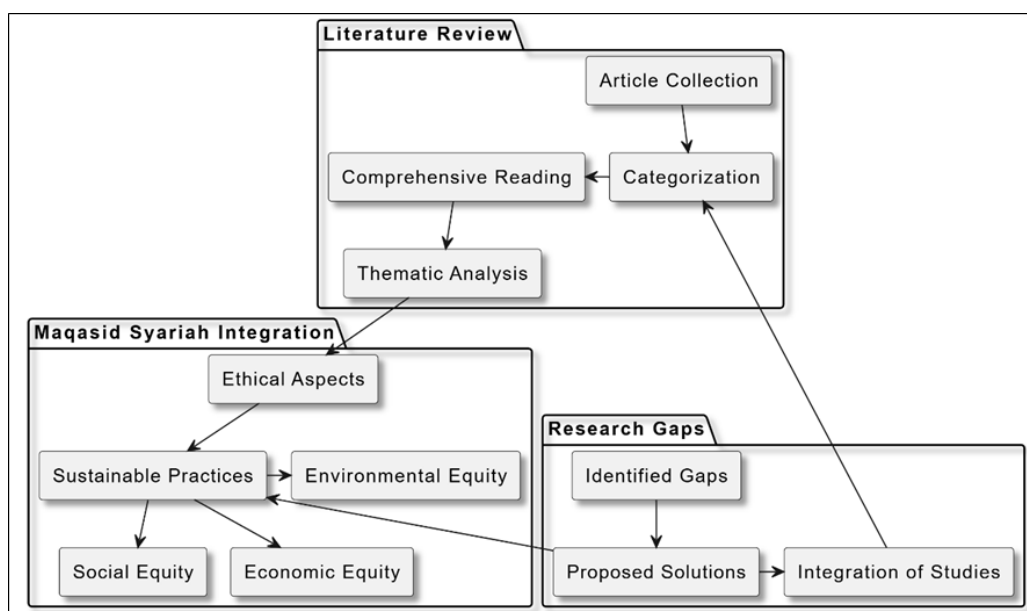 Literature Review
Article Collection
Comprehensive Reading
Categorization
Thematic Analysis
Maqasid Syariah Integration
Ethical Aspects
Sustainable Practices
Environmental Equity
Social Equity
Economic Equity
Research Gaps
Identified Gaps
Proposed Solutions
Integration of Studies